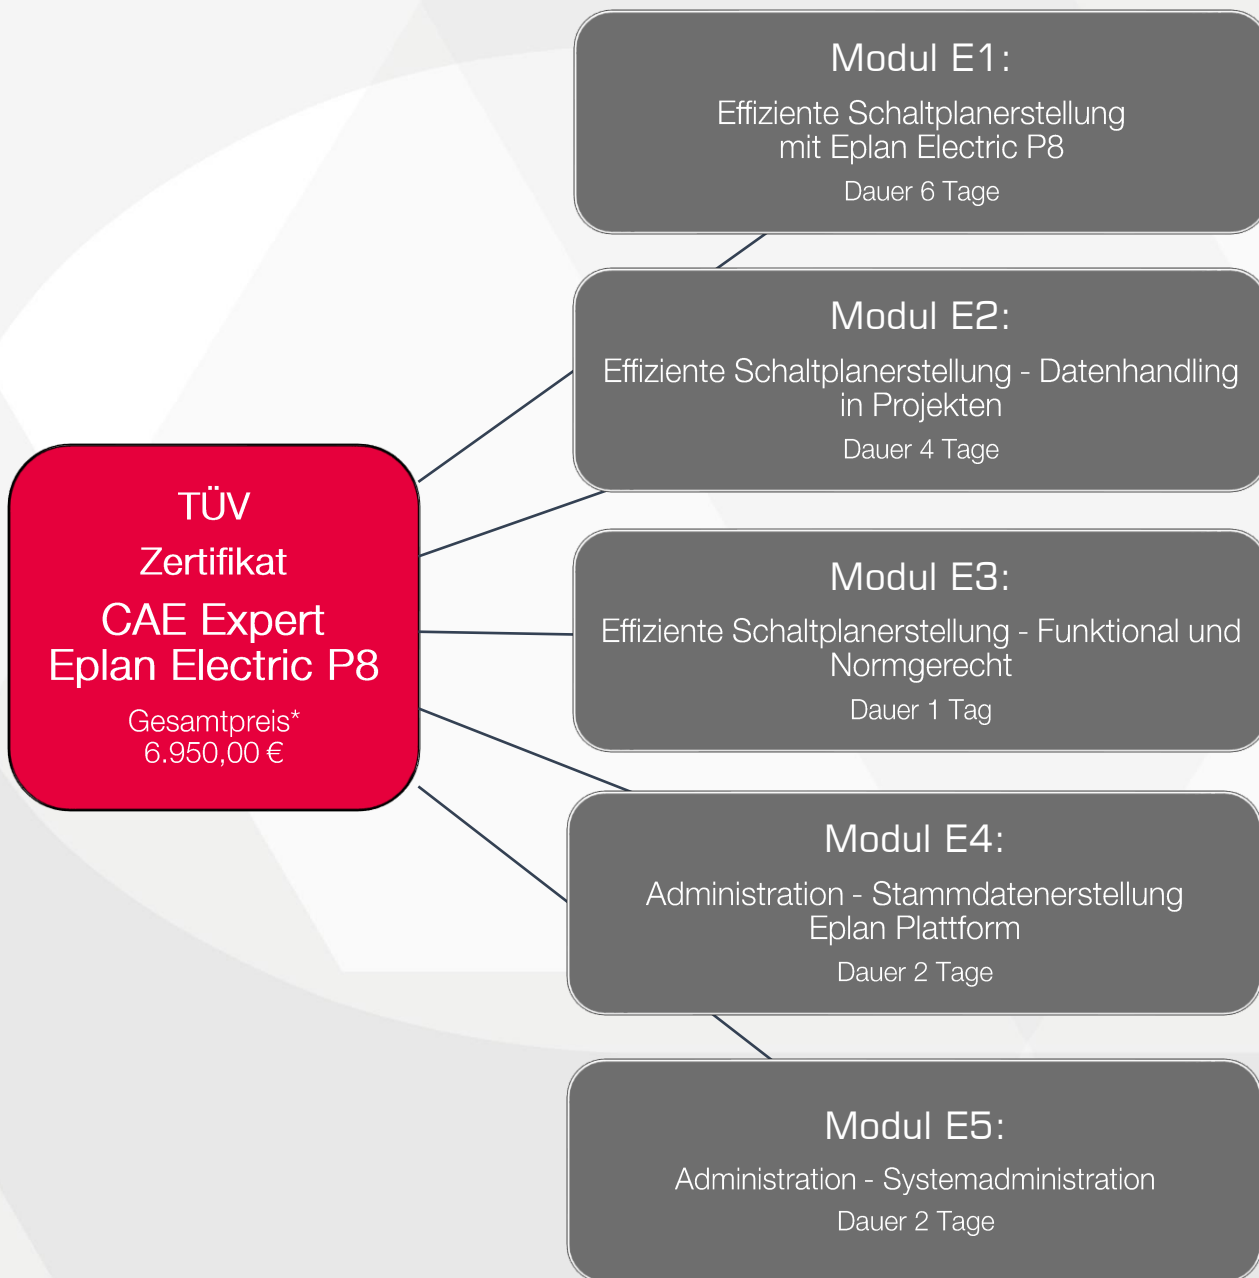 TÜV
Zertifikat
CAE Expert
Eplan Electric P8
Gesamtpreis*
6.950,00 €
Modul E1:
Effiziente Schaltplanerstellung
mit Eplan Electric P8
Dauer 6 Tage
Modul E2:
Effiziente Schaltplanerstellung - Datenhandling
in Projekten
Dauer 4 Tage
Modul E3:
Effiziente Schaltplanerstellung - Funktional und
Normgerecht
Dauer 1 Tag
Modul E4:
Administration - Stammdatenerstellung
Eplan Plattform
Dauer 2 Tage
Modul E5:
Administration - Systemadministration
Dauer 2 Tage